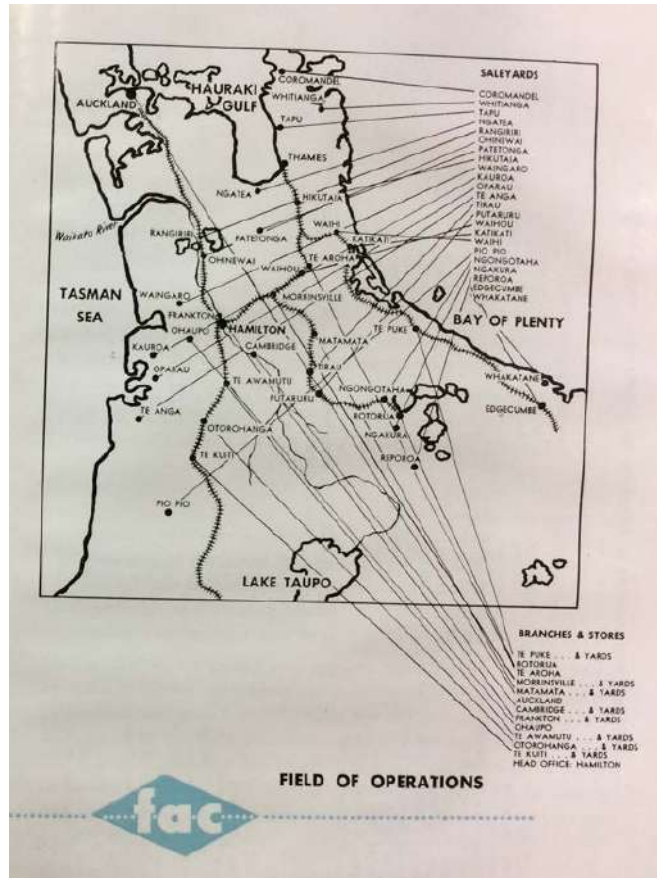 SALEYARDS
COROMANDEL
WHITIANGA
TAPU
NGATEA
RANGIRIRI
OHINEWAI
PATETONGA
HIKUTAIA
WAINGARO
KAUROA
OPARAU
TE ANGA
TIRAU
PUTARURU
WAIHOU
KATIKATI
WAIHI
PIO PIO
NGONGOTAHA
NGAKURA
REPOROA
EDGECUMBE
WHAKATANE
COROMANDEL
HAURAKI
GULF
AUCKLAND
WHITIANGA
TAPU
THAMES
NGATEA
HIKUTAIA
Waikato River
RANGIRIRI
PATETONGA
WAIHI
KATIKATI
OHINEWAI
TE AROHA
WAIHOU
TASMAN
SEA
WAINGARO
MORRINSVILLE
FRANKTON
HAMILTON
OHAUPO
BAY OF PLENTY
TE PUKE
MATAMATA
CAMBRIDGE
KAUROA
OPARAU
TIRAU
WHAKATANE
TE AWAMUTU
NGONGOTAHA
PUTARURU
TE ANGA
ROTORUA
EDGECUMBE
OTOROHANGA
NGAKURA
TE KUITI
REPOROA
PIO PIO
LAKE TAUPO
BRANCHES & STORES
TE PUKE . . . & YARDS
ROTORUA
TE AROHA
MORRINSVILLE . . . & YARDS
MATAMATA . . . & YARDS
AUCKLAND
CAMBRIDGE . . . & YARDS
FRANKTON . . . & YARDS
OHAUPO
TE AWAMUTU . . . & YARDS
OTOROHANGA . . . & YARDS
TE KUITI . . . & YARDS
HEAD OFFICE: HAMILTON
FIELD OF OPERATIONS
fac